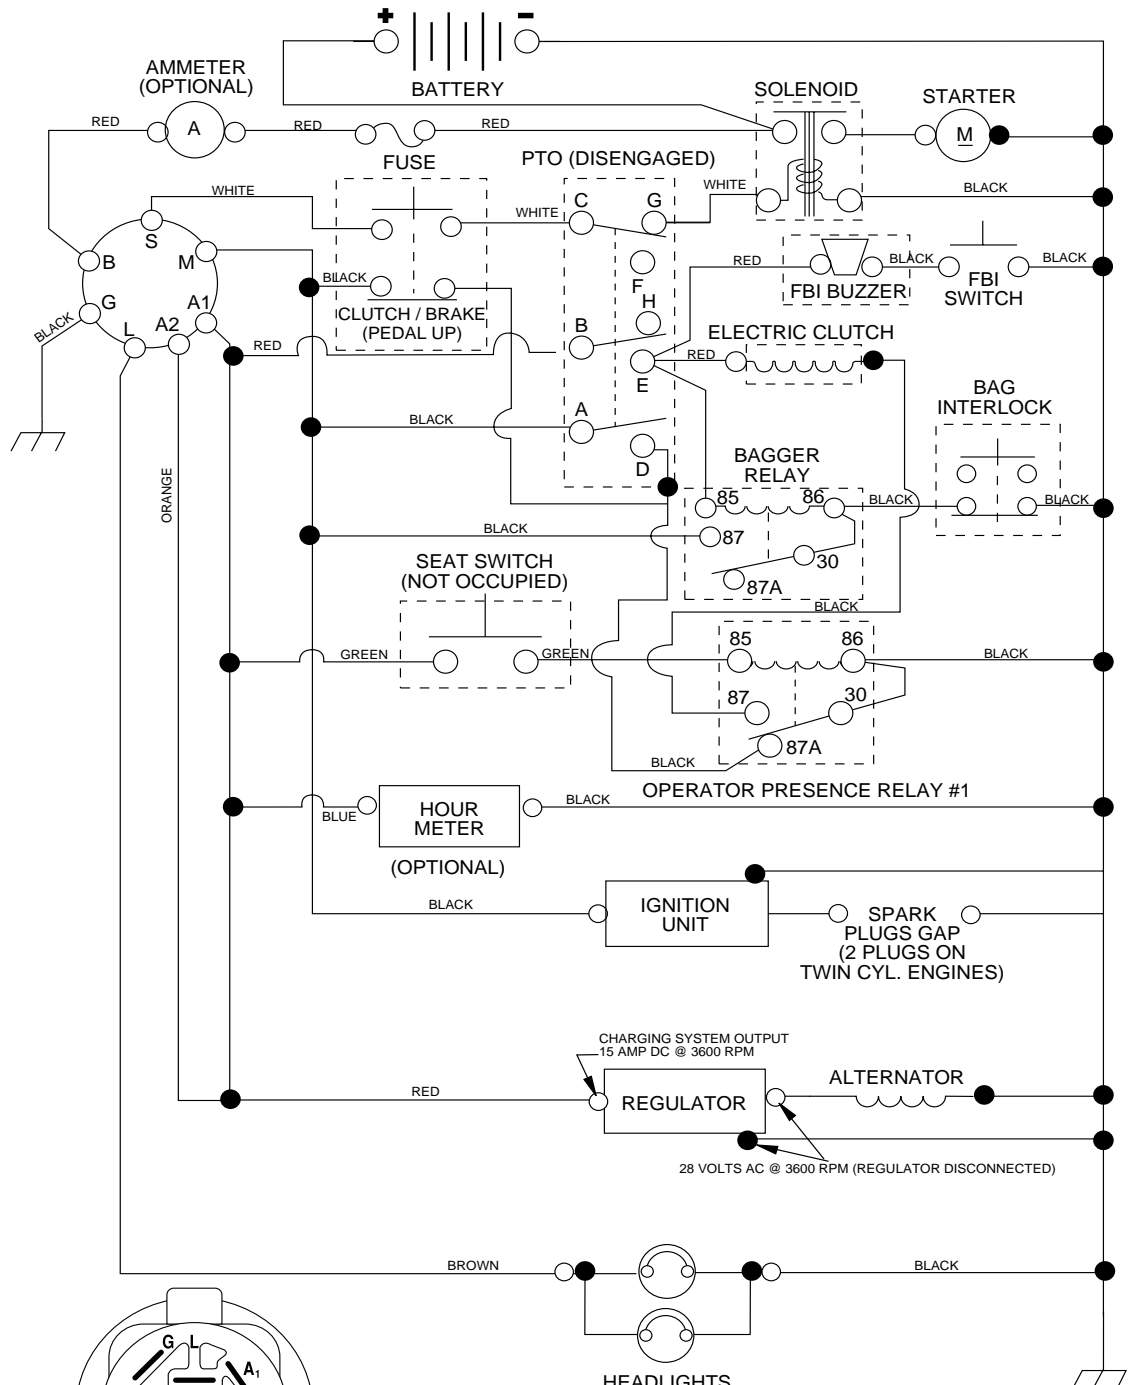 + -
BATTERY
AMMETER
(OPTIONAL)
SOLENOID
STARTER
RED
A
RED
RED
M
FUSE
PTO (DISENGAGED)
WHITE
WHITE
WHITE
C
G
BLACK
S
B
M
BLACK
F
RED
BLACK
BLACK
FBI BUZZER
FBI
SWITCH
G
A1
BLACK
L
A2
CLUTCH / BRAKE
(PEDAL UP)
H
B
RED
ELECTRIC CLUTCH
RED
E
BAG
INTERLOCK
A
BLACK
D
BAGGER
RELAY
ORANGE
85
86
BLACK
BLACK
BLACK
87
30
87A
SEAT SWITCH
(NOT OCCUPIED)
BLACK
GREEN
GREEN
85
86
BLACK
87
30
87A
BLACK
OPERATOR PRESENCE RELAY #1
BLUE
HOUR
METER
BLACK
(OPTIONAL)
BLACK
IGNITION
UNIT
SPARK
PLUGS GAP
(2 PLUGS ON
TWIN CYL. ENGINES)
CHARGING SYSTEM OUTPUT
15 AMP DC @ 3600 RPM
RED
REGULATOR
ALTERNATOR
28 VOLTS AC @ 3600 RPM (REGULATOR DISCONNECTED)
BROWN
BLACK
G
L
A1
HEADLIGHTS